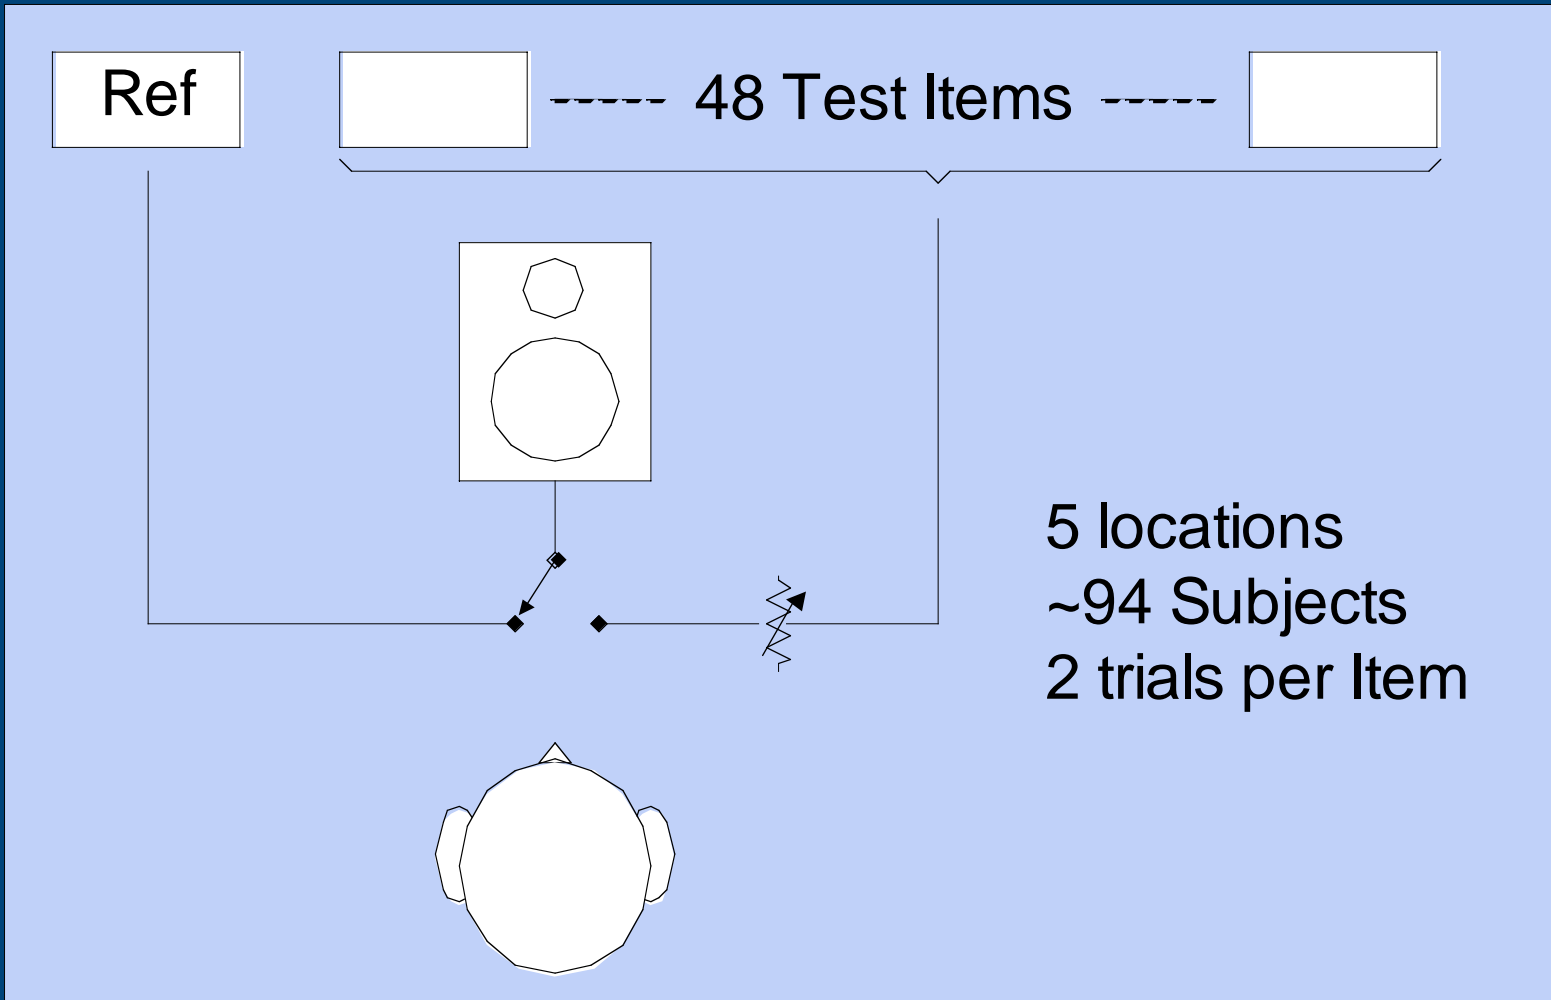 Ref
48 Test Items
5 locations
~94 Subjects
2 trials per Item